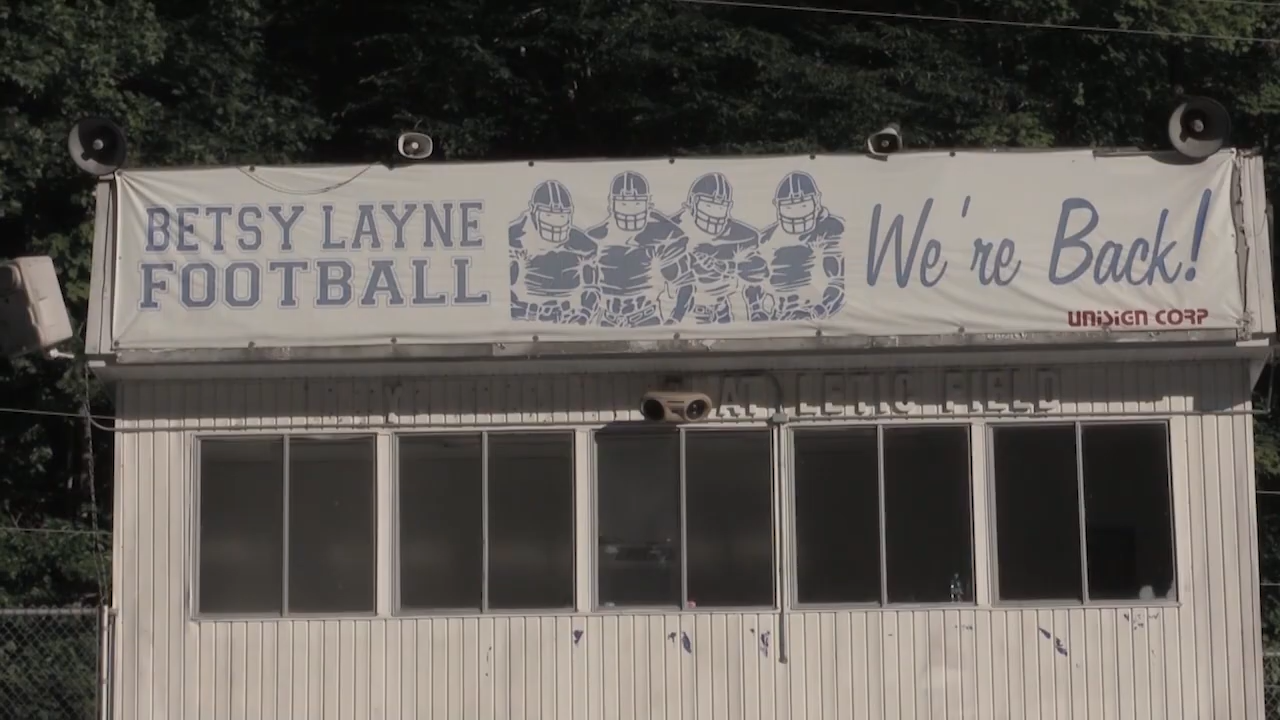 BETSY LAYNE
FOOTBALL
We're Back!
UNISIGN CORP
ATHLETIC FIELD